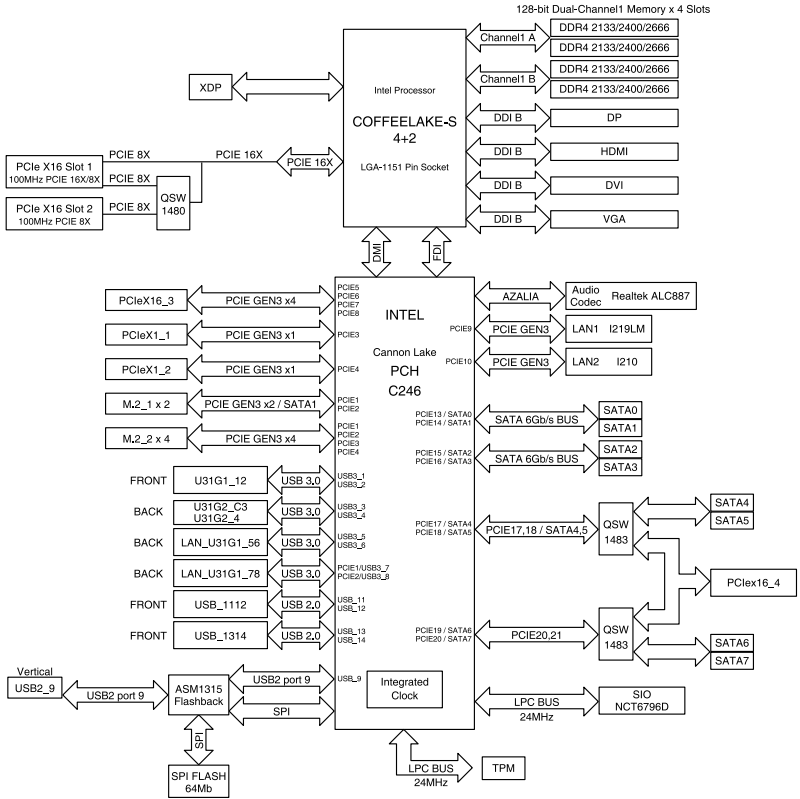 128-bit Dual-Channel1 Memory x 4 Slots
DDR4 2133/2400/2666
Channel1 A
DDR4 2133/2400/2666
DDR4 2133/2400/2666
Channel1 B
DDR4 2133/2400/2666
XDP
Intel Processor
COFFEELAKE-S
4+2
LGA-1151 Pin Socket
DDI B
DP
DDI B
HDMI
DDI B
DVI
DDI B
VGA
PCIe X16 Slot 1
100MHz PCIE 16X/8X
PCIE 8X
PCIE 16X
PCIE 16X
PCIE 8X
QSW
1480
PCIe X16 Slot 2
100MHz PCIE 8X
PCIE 8X
DMI
FDI
PCIeX16_3
PCIE GEN3 x4
PCIE5
PCIE6
PCIE7
PCIE8
PCIeX1_1
PCIE GEN3 x1
PCIE3
PCIeX1_2
PCIE GEN3 x1
PCIE4
M.2_1 x 2
PCIE GEN3 x2 / SATA1
PCIE1
PCIE2
M.2_2 x 4
PCIE GEN3 x4
PCIE1
PCIE2
PCIE3
PCIE4
INTEL
Cannon Lake
PCH
C246
AZALIA
Audio
Codec
Realtek ALC887
PCIE9
PCIE GEN3
LAN1 I219LM
PCIE10
PCIE GEN3
LAN2 I210
PCIE13 / SATA0
PCIE14 / SATA1
SATA 6Gb/s BUS
SATA0
SATA1
PCIE15 / SATA2
PCIE16 / SATA3
SATA 6Gb/s BUS
SATA2
SATA3
FRONT
U31G1_12
USB 3.0
USB3_1
USB3_2
BACK
U31G2_C3
U31G2_4
USB 3.0
USB3_3
USB3_4
BACK
LAN_U31G1_56
USB 3.0
USB3_5
USB3_6
BACK
LAN_U31G1_78
USB 3.0
PCIE1/USB3_7
PCIE2/USB3_8
FRONT
USB_1112
USB 2.0
USB_11
USB_12
FRONT
USB_1314
USB 2.0
USB_13
USB_14
PCIE17 / SATA4
PCIE18 / SATA5
PCIE17,18 / SATA4,5
QSW
1483
SATA4
SATA5
PCIex16_4
PCIE19 / SATA6
PCIE20 / SATA7
PCIE20,21
QSW
1483
SATA6
SATA7
Vertical
USB2_9
USB2 port 9
ASM1315
Flashback
USB2 port 9
USB_9
SPI
SPI
SPI FLASH
64Mb
Integrated
Clock
LPC BUS
24MHz
SIO
NCT6796D
LPC BUS
24MHz
TPM